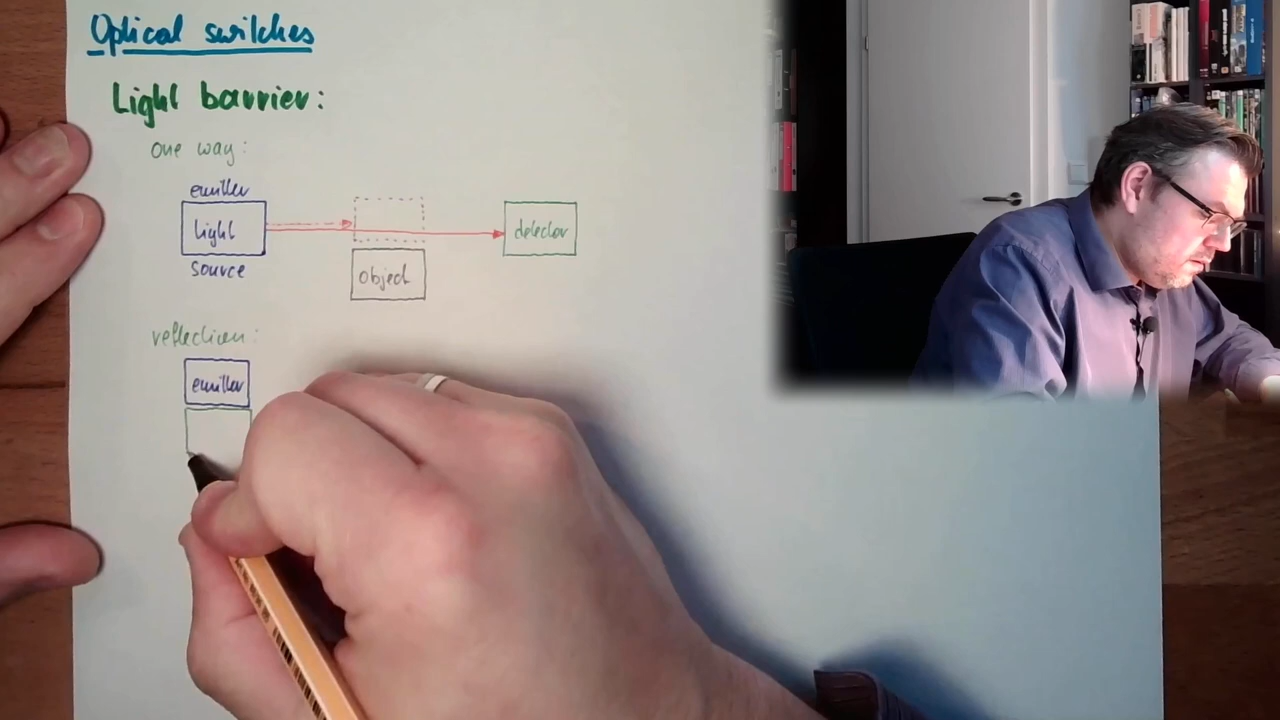 Optical switches
Light barrier:
one way:
emitter
light
source
object
detector
reflection:
emitter